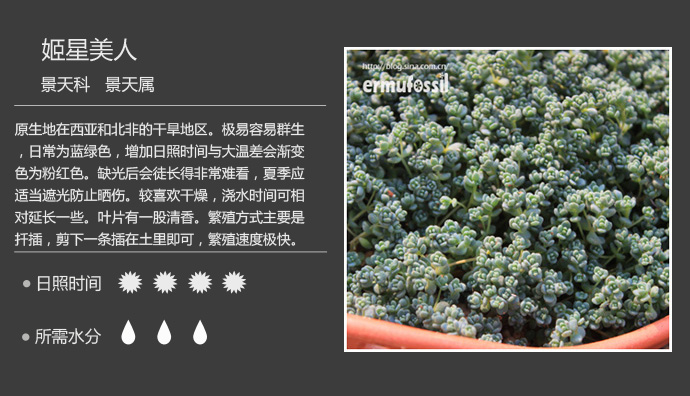 姬星美人
景天科 景天属
原生地在西亚和北非的干旱地区。极易容易群生
，日常为蓝绿色，增加日照时间与大温差会渐变
色为粉红色。缺光后会徒长得非常难看，夏季应
适当遮光防止晒伤。较喜欢干燥，浇水时间可相
对延长一些。叶片有一股清香。繁殖方式主要是
扦插，剪下一条插在土里即可，繁殖速度极快。
日照时间
所需水分
http://blog.sina.com.cn/
ermufossil